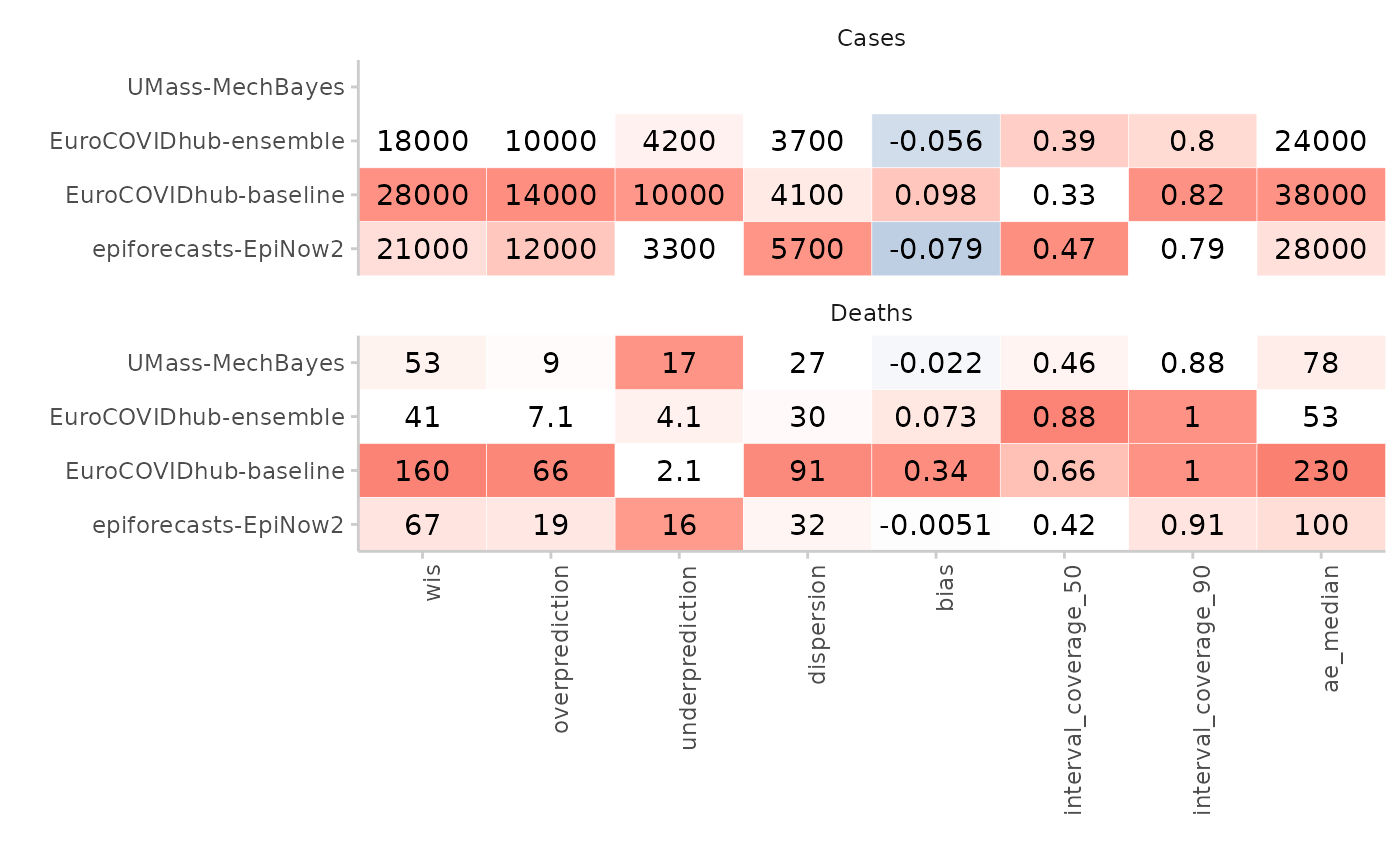 Cases
UMass-MechBayes
EuroCOVIDhub-ensemble 18000 10000 4200 3700 -0.056 0.39 0.8 24000
EuroCOVIDhub-baseline 28000 14000 10000 4100 0.098 0.33 0.82 38000
epiforecasts-EpiNow2 21000 12000 3300 5700 -0.079 0.47 0.79 28000
Deaths
UMass-MechBayes 53 9 17 27 -0.022 0.46 0.88 78
EuroCOVIDhub-ensemble 41 7.1 4.1 30 0.073 0.88 1 53
EuroCOVIDhub-baseline 160 66 2.1 91 0.34 0.66 1 230
epiforecasts-EpiNow2 67 19 16 32 -0.0051 0.42 0.91 100
wis
overprediction
underprediction
dispersion
bias
interval_coverage_50
interval_coverage_90
ae_median